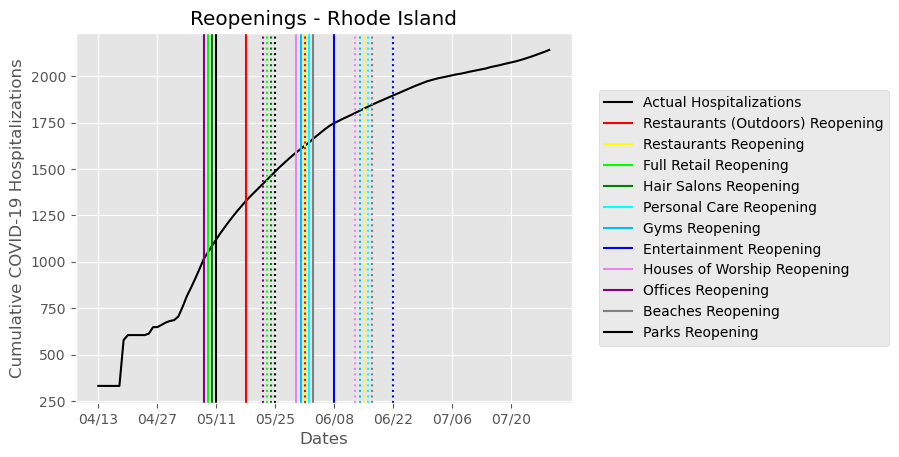 Reopenings - Rhode Island
Cumulative COVID-19 Hospitalizations
2000
1750
1500
1250
1000
750
500
250
04/13 04/27 05/11 05/25 06/08 06/22 07/06 07/20
Dates
Actual Hospitalizations
Restaurants (Outdoors) Reopening
Restaurants Reopening
Full Retail Reopening
Hair Salons Reopening
Personal Care Reopening
Gyms Reopening
Entertainment Reopening
Houses of Worship Reopening
Offices Reopening
Beaches Reopening
Parks Reopening